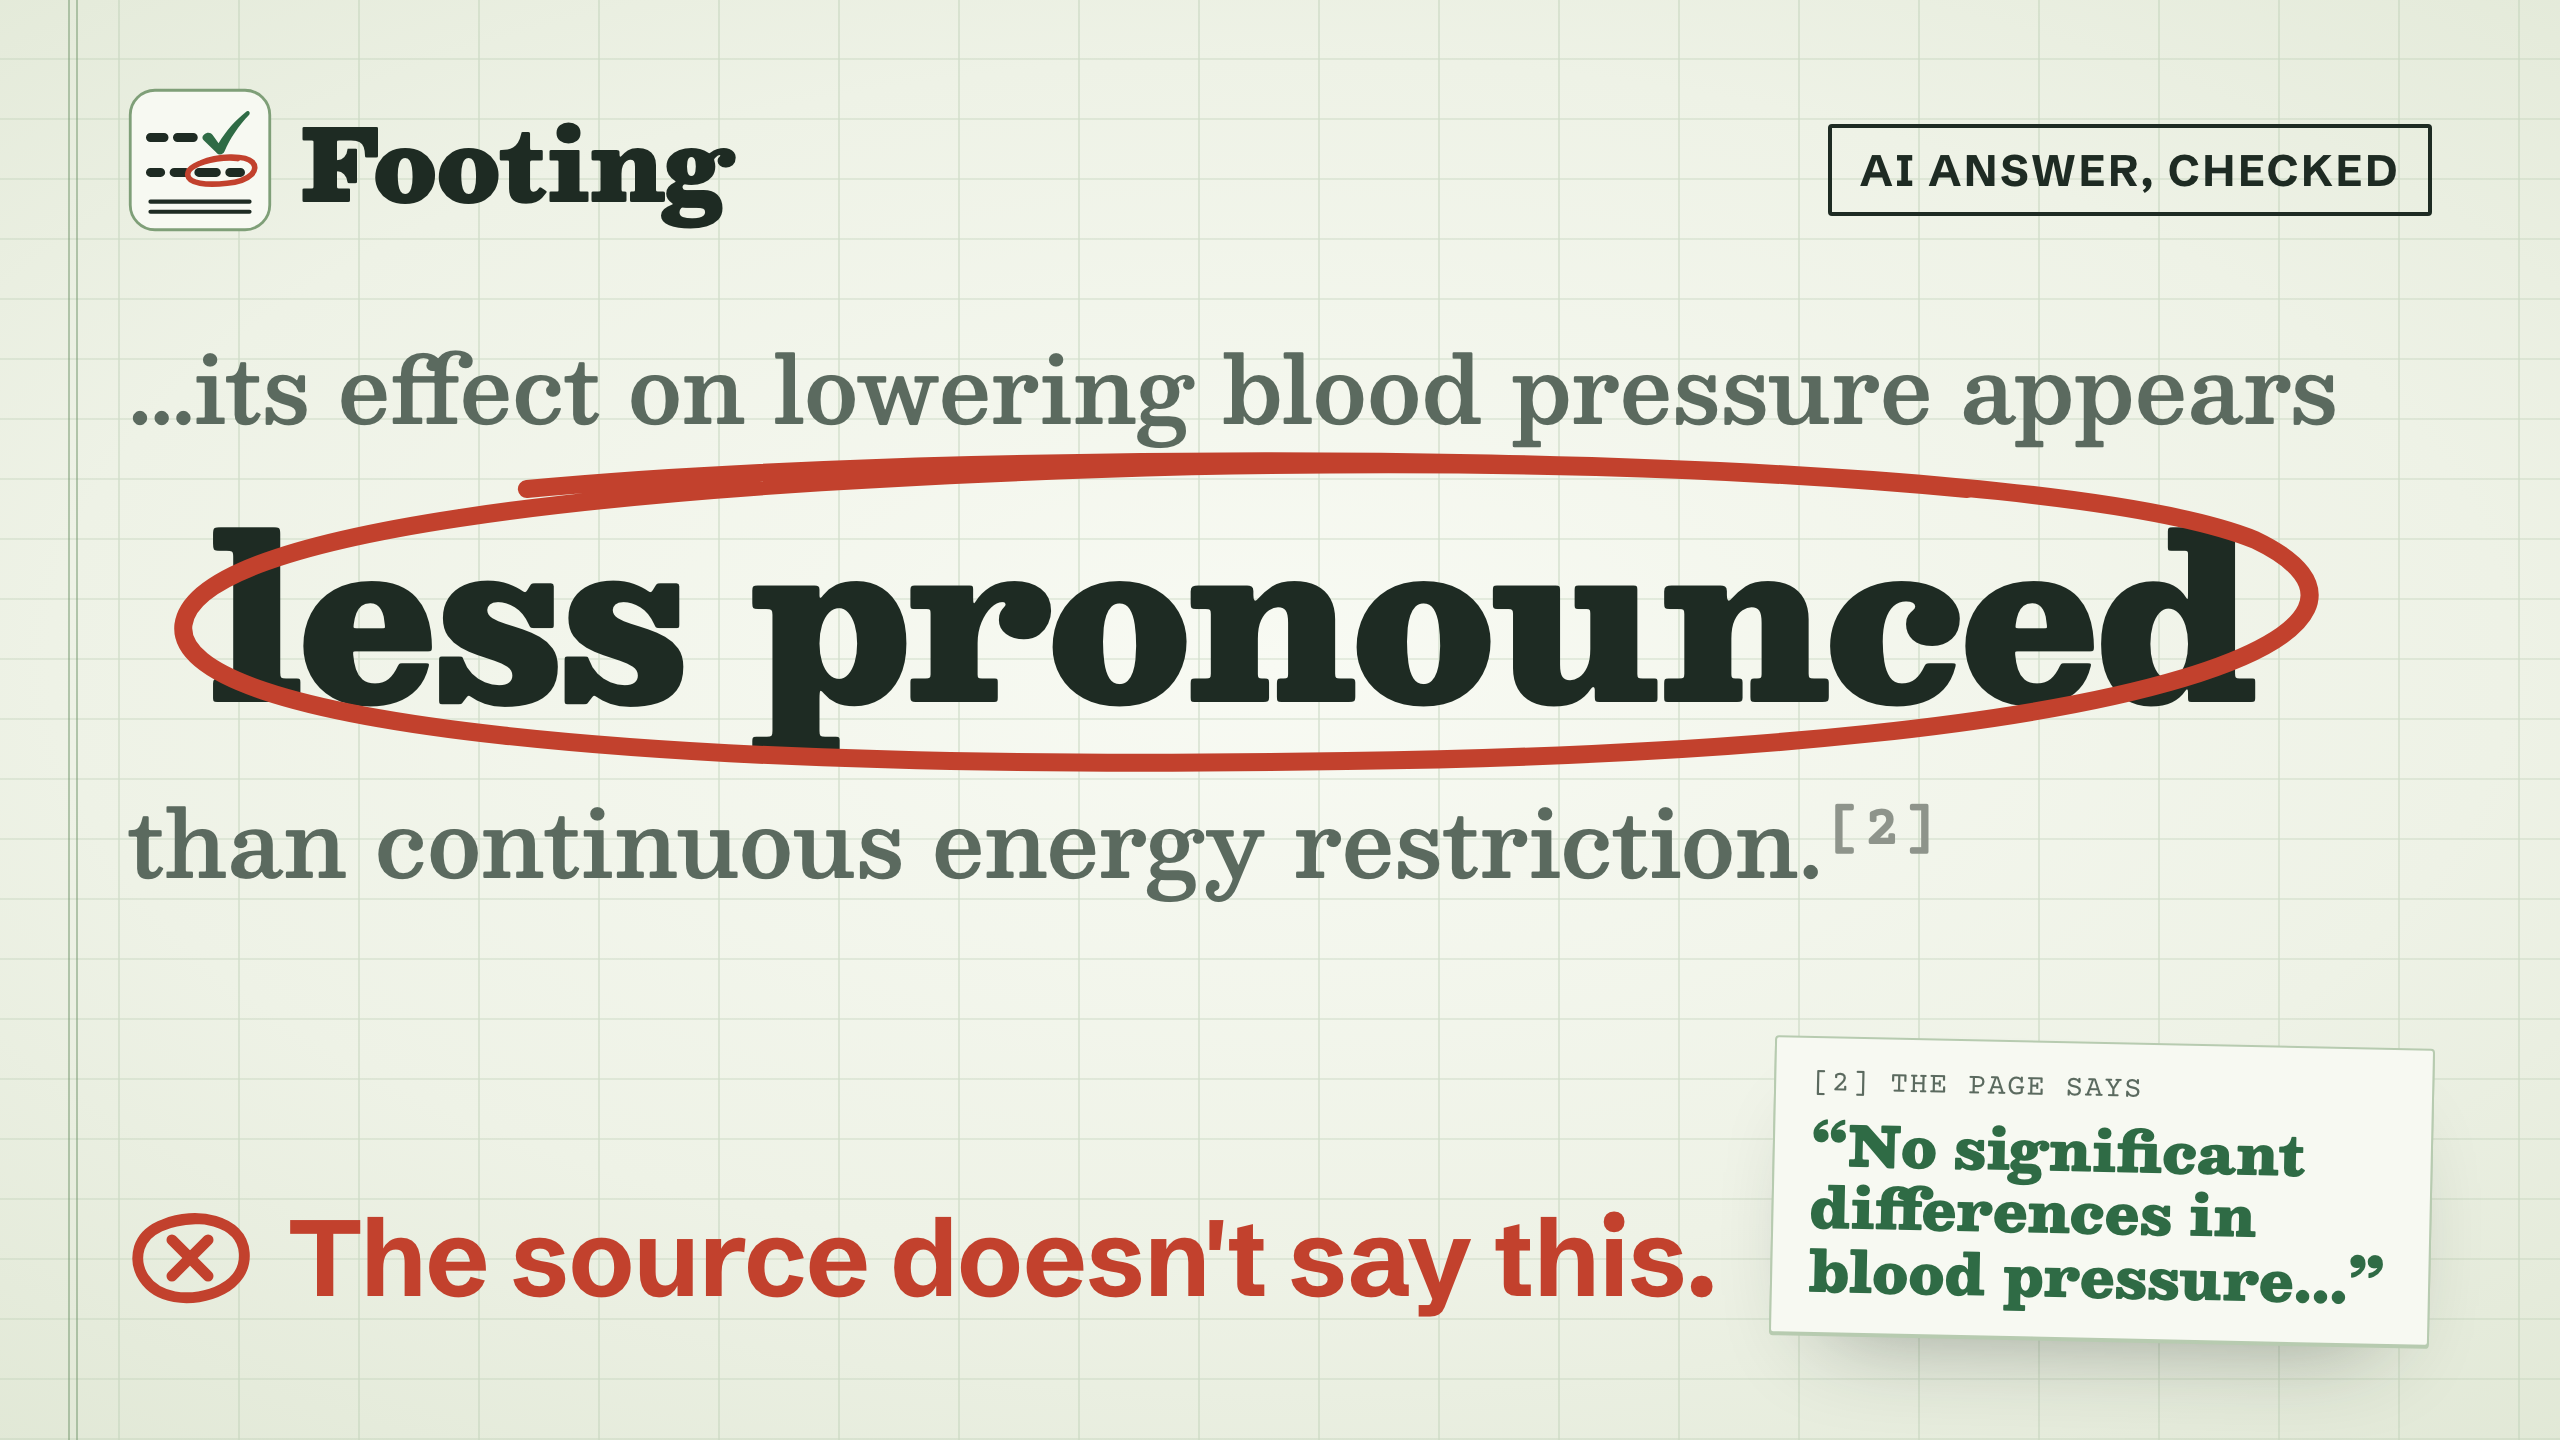 Footing
AI ANSWER, CHECKED
...its effect on lowering blood pressure appears
less pronounced
than continuous energy restriction.[2]
The source doesn't say this.
[2] THE PAGE SAYS
“No significant
differences in
blood pressure...”